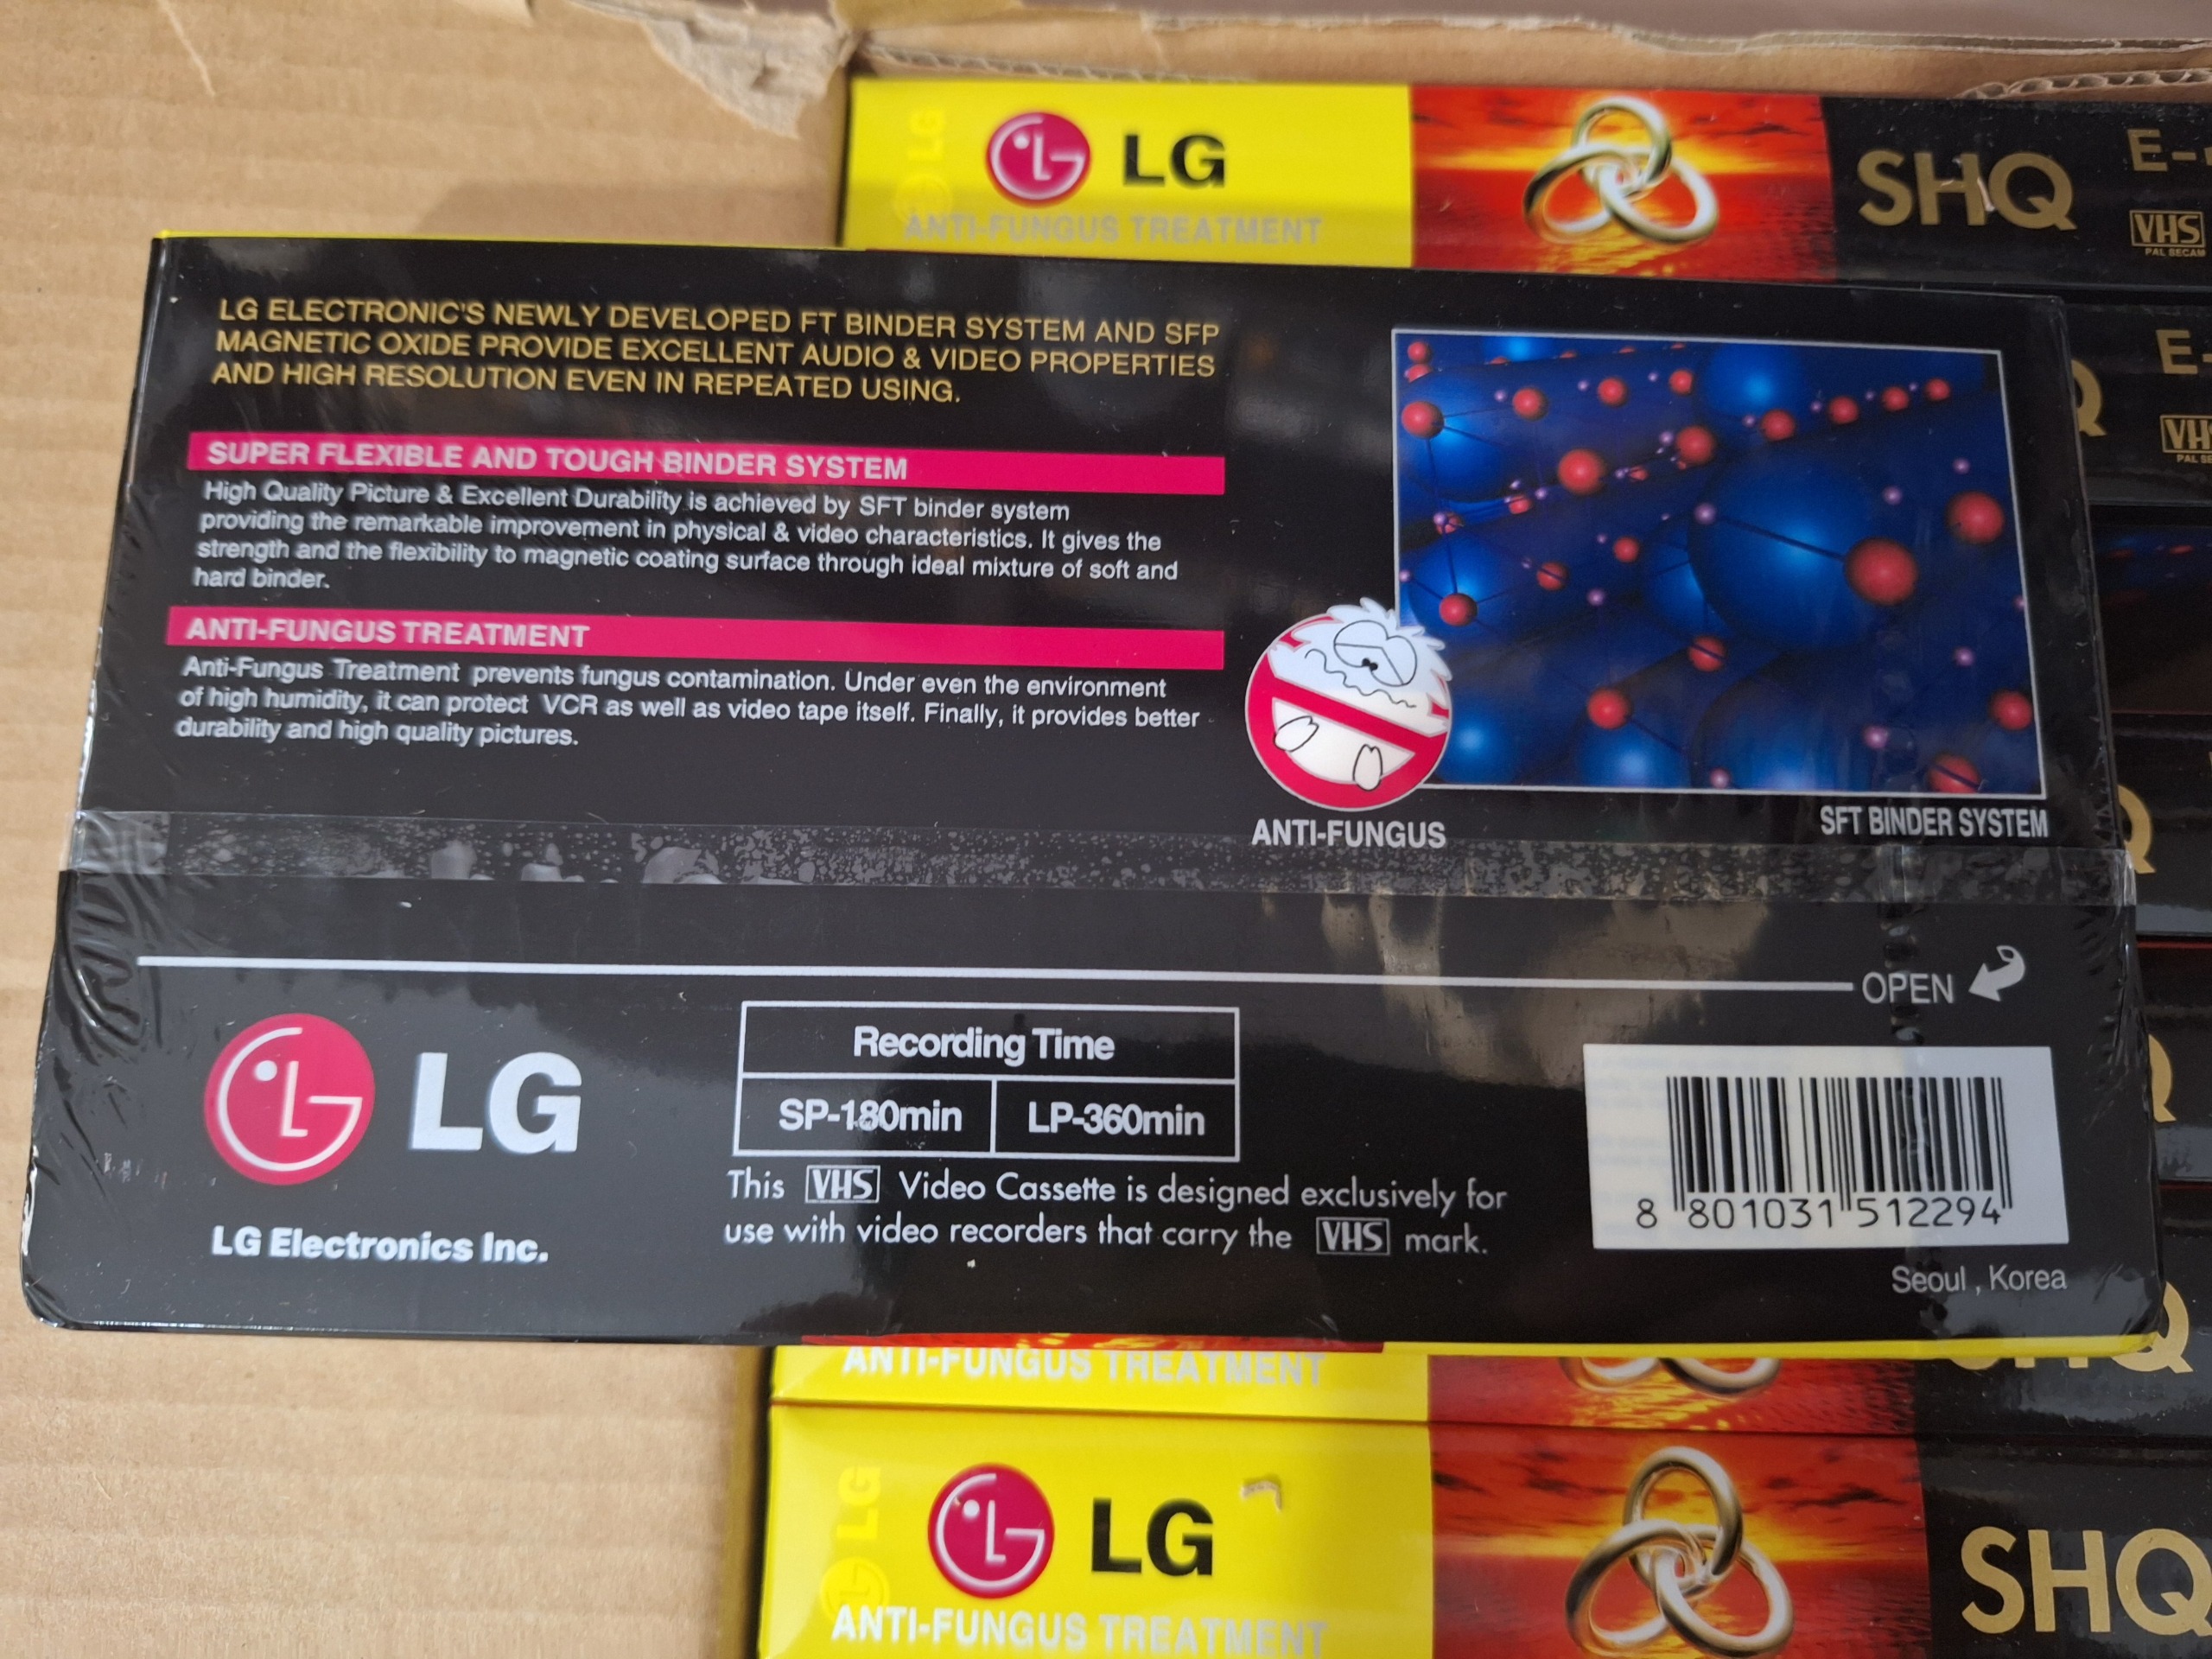 LG
LG
ANTI-FUNGUS TREATMENT
SHQ
E-
VHS
PAL SECAM
E-
LG ELECTRONIC'S NEWLY DEVELOPED FT BINDER SYSTEM AND SFP
MAGNETIC OXIDE PROVIDE EXCELLENT AUDIO & VIDEO PROPERTIES
AND HIGH RESOLUTION EVEN IN REPEATED USING.
SUPER FLEXIBLE AND TOUGH BINDER SYSTEM
High Quality Picture & Excellent Durability is achieved by SFT binder system
providing the remarkable improvement in physical & video characteristics. It gives the
strength and the flexibility to magnetic coating surface through ideal mixture of soft and
hard binder.
ANTI-FUNGUS TREATMENT
Anti-Fungus Treatment prevents fungus contamination. Under even the environment
of high humidity, it can protect VCR as well as video tape itself. Finally, it provides better
durability and high quality pictures.
ANTI-FUNGUS
SFT BINDER SYSTEM
OPEN
LG
LG Electronics Inc.
Recording Time
SP-180min LP-360min
This VHS Video Cassette is designed exclusively for
use with video recorders that carry the VHS mark.
8 801031 512294
Seoul , Korea
ANTI-FUNGUS TREATMENT
LG
LG
ANTI-FUNGUS TREATMENT
SHQ